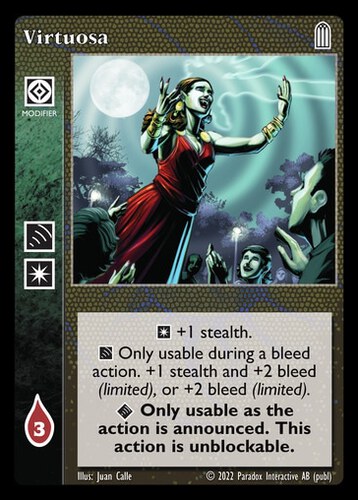 Virtuosa
MODIFIER
+1 stealth.
Only usable during a bleed
action. +1 stealth and +2 bleed
(limited), or +2 bleed (limited).
Only usable as the
action is announced. This
action is unblockable.
3
Illus: Juan Calle © 2022 Paradox Interactive AB (publ)